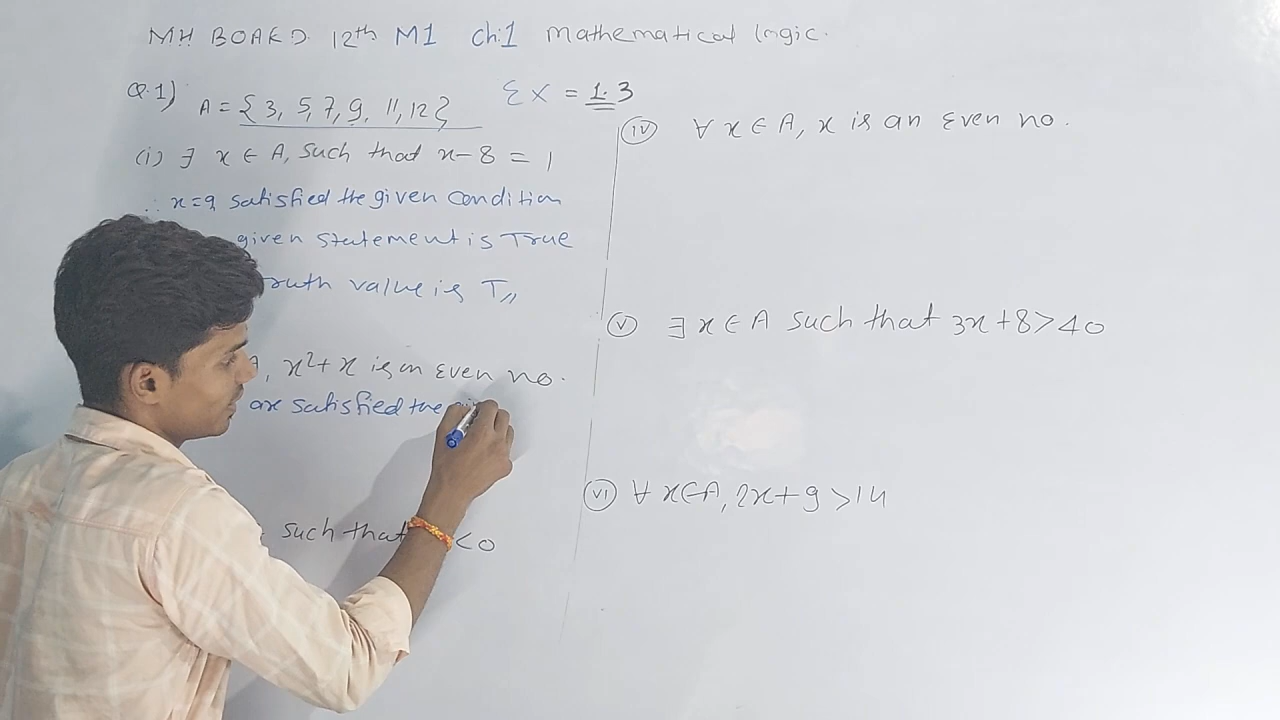 MH BOARD 12th M1 Ch:1 mathematical logic.
Q.1) A = {3, 5, 7, 9, 11, 12}
Ex = 1.3
(i) ∃ x ∈ A, such that x - 8 = 1
∴ x = 9 satisfied the given condition
given statement is True
truth value is T
A, x²+x is an even no.
are satisfied the
such that <0
(iv) ∀ x ∈ A, x is an even no.
(v) ∃ x ∈ A such that 3x+8>40
(vi) ∀ x ∈ A, 2x+9>14